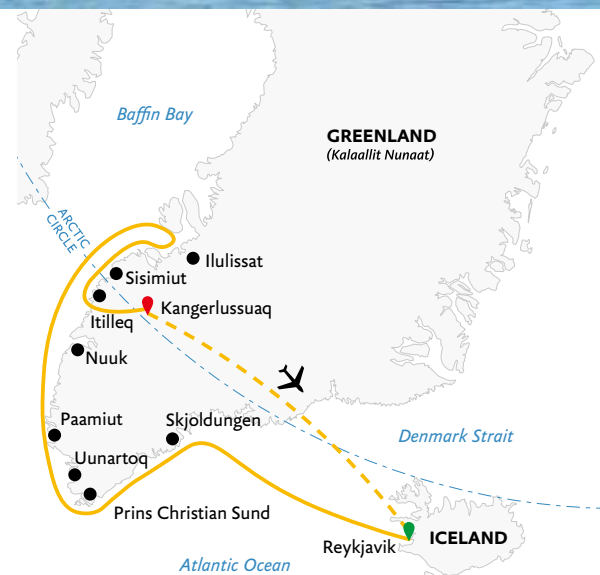 Baffin Bay
GREENLAND
(Kalaallit Nunaat)
ARCTIC
CIRCLE
Ilulissat
Sisimiut
Itilleq
Kangerlussuaq
Nuuk
Paamiut
Skjoldungen
Uunartoq
Prins Christian Sund
Denmark Strait
Reykjavik
ICELAND
Atlantic Ocean